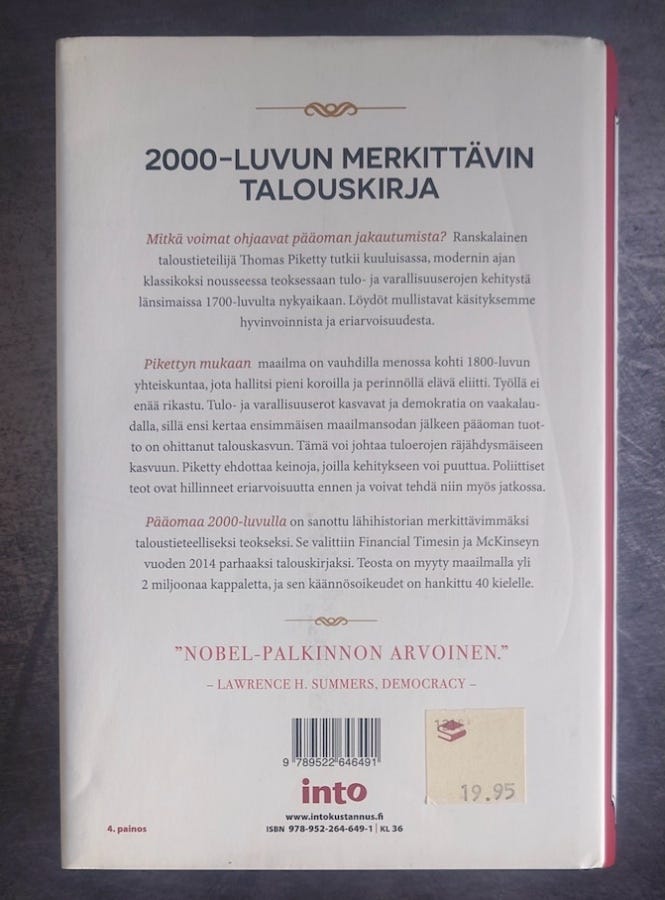 2000-LUVUN MERKITTÄVIN
TALOUSKIRJA
Mitkä voimat ohjaavat pääoman jakautumista? Ranskalainen
taloustieteilijä Thomas Piketty tutkii kuuluisassa, modernin ajan
klassikoksi nousseessa teoksessaan tulo- ja varallisuuserojen kehitystä
länsimaissa 1700-luvulta nykyaikaan. Löydöt mullistavat käsityksemme
hyvinvoinnista ja eriarvoisuudesta.
Pikettyn mukaan maailma on vauhdilla menossa kohti 1800-luvun
yhteiskuntaa, jota hallitsi pieni koroilla ja perinnöllä elävä eliitti. Työllä ei
enää rikastu. Tulo- ja varallisuuserot kasvavat ja demokratia on vaakalau-
dalla, sillä ensi kertaa ensimmäisen maailmansodan jälkeen pääoman tuot-
to on ohittanut talouskasvun. Tämä voi johtaa tuloerojen räjähdysmäiseen
kasvuun. Piketty ehdottaa keinoja, joilla kehitykseen voi puuttua. Poliittiset
teot ovat hillinneet eriarvoisuutta ennen ja voivat tehdä niin myös jatkossa.
Pääomaa 2000-luvulla on sanottu lähihistorian merkittävimmäksi
taloustieteelliseksi teokseksi. Se valittiin Financial Timesin ja McKinseyn
vuoden 2014 parhaaksi talouskirjaksi. Teosta on myyty maailmalla yli
2 miljoonaa kappaletta, ja sen käännösoikeudet on hankittu 40 kielelle.
"NOBEL-PALKINNON ARVOINEN."
– LAWRENCE H. SUMMERS, DEMOCRACY –
9 789522 646491
19.95
into
www.intokustannus.fi
4. painos
ISBN 978-952-264-649-1 | KL 36